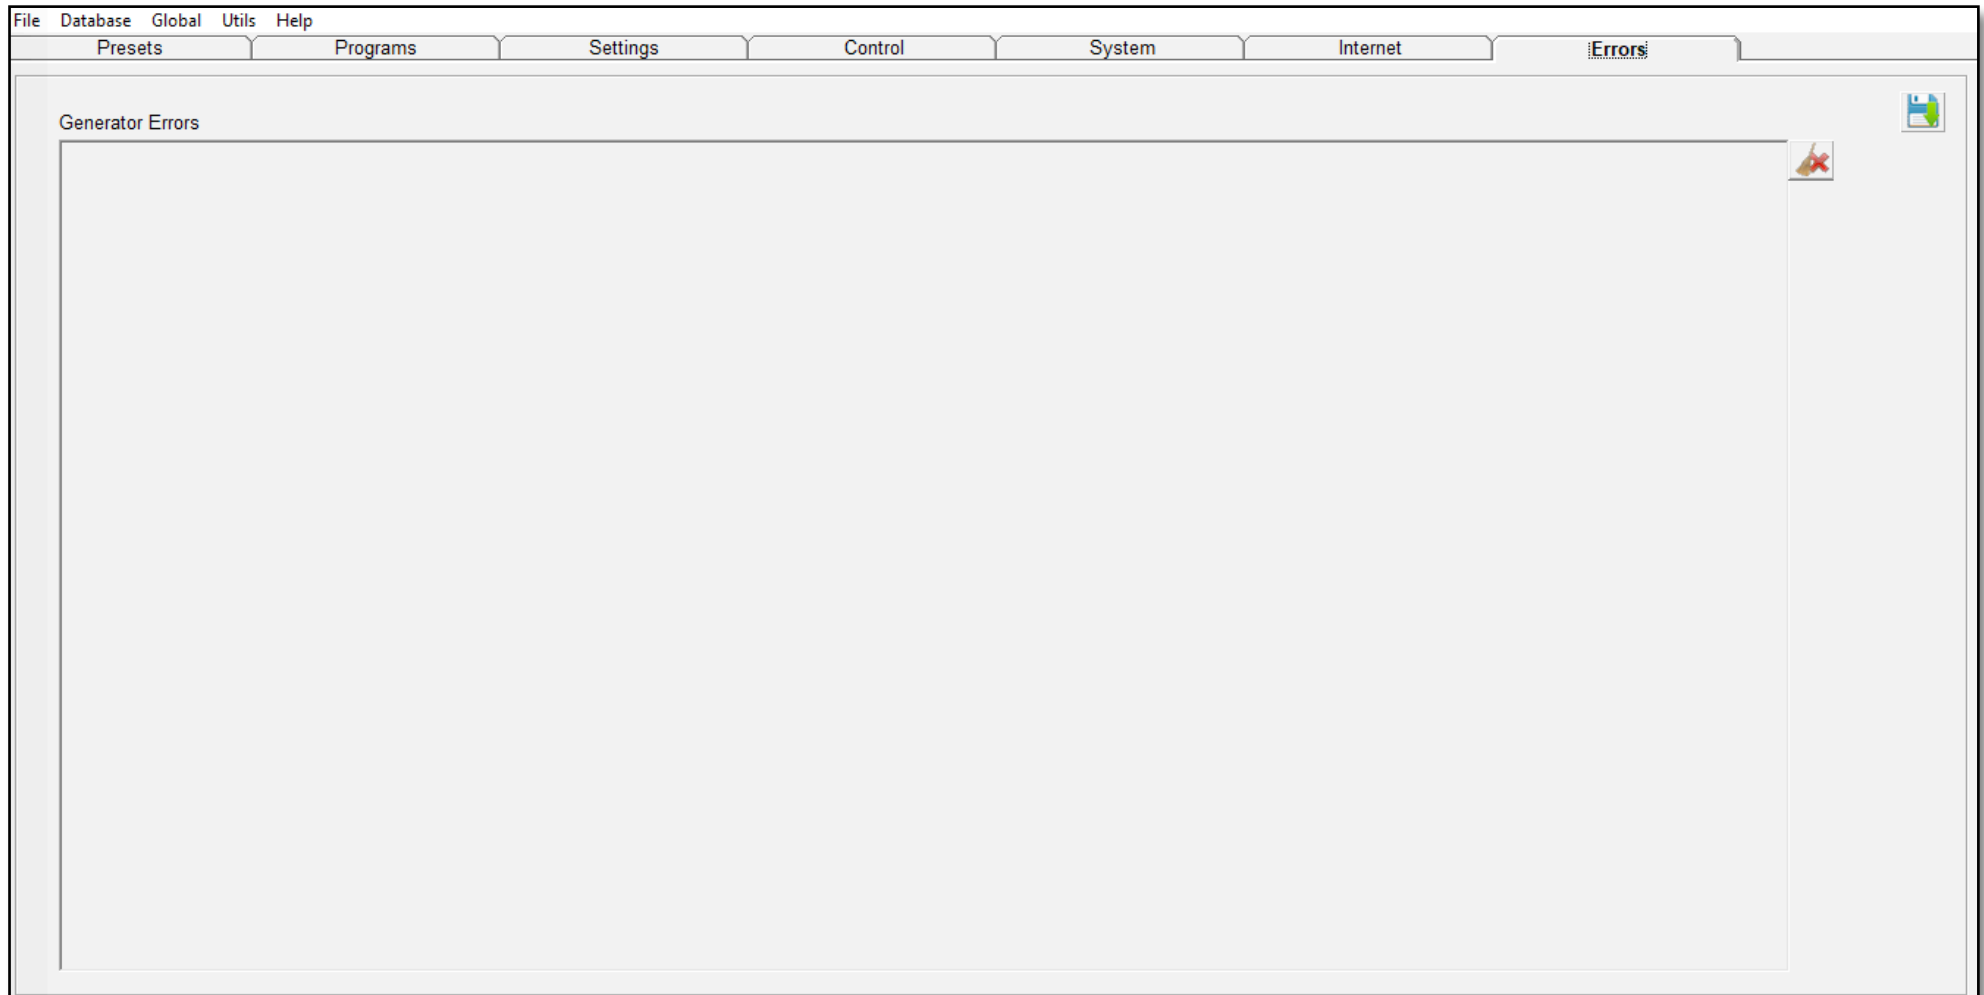 File Database Global Utils Help
Presets Programs Settings Control System Internet Errors
Generator Errors